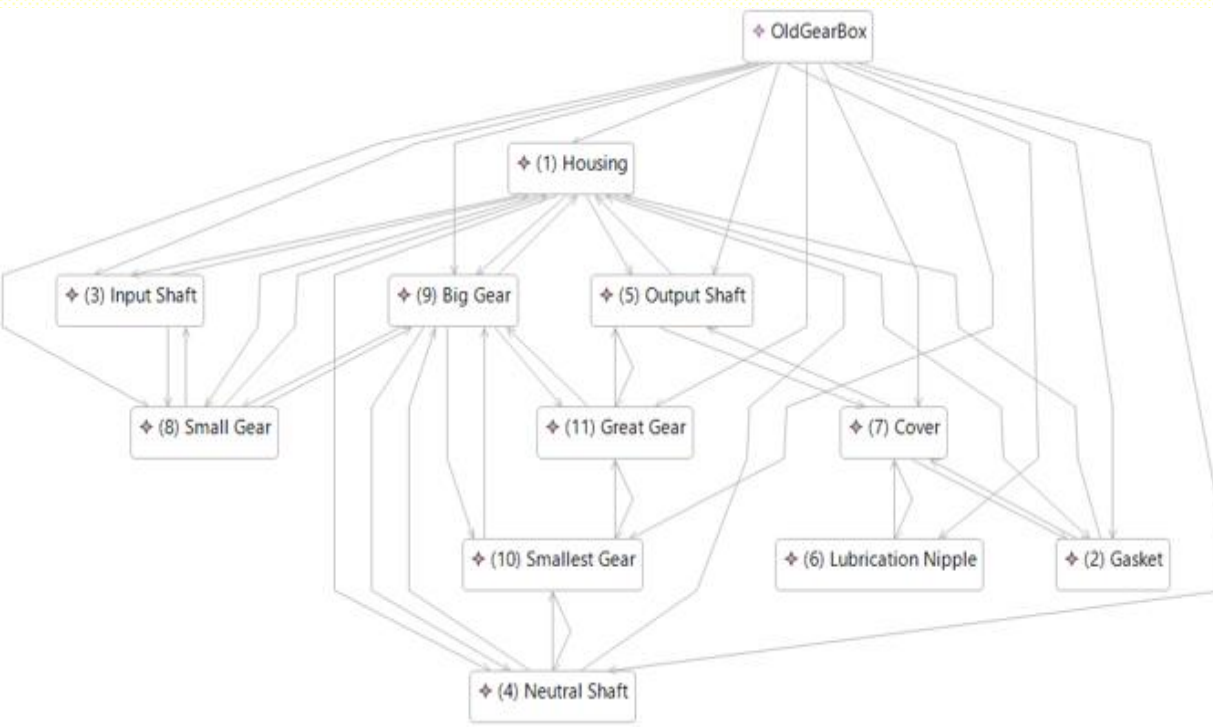 OldGearBox
(1) Housing
(3) Input Shaft
(9) Big Gear
(5) Output Shaft
(8) Small Gear
(11) Great Gear
(7) Cover
(10) Smallest Gear
(6) Lubrication Nipple
(2) Gasket
(4) Neutral Shaft